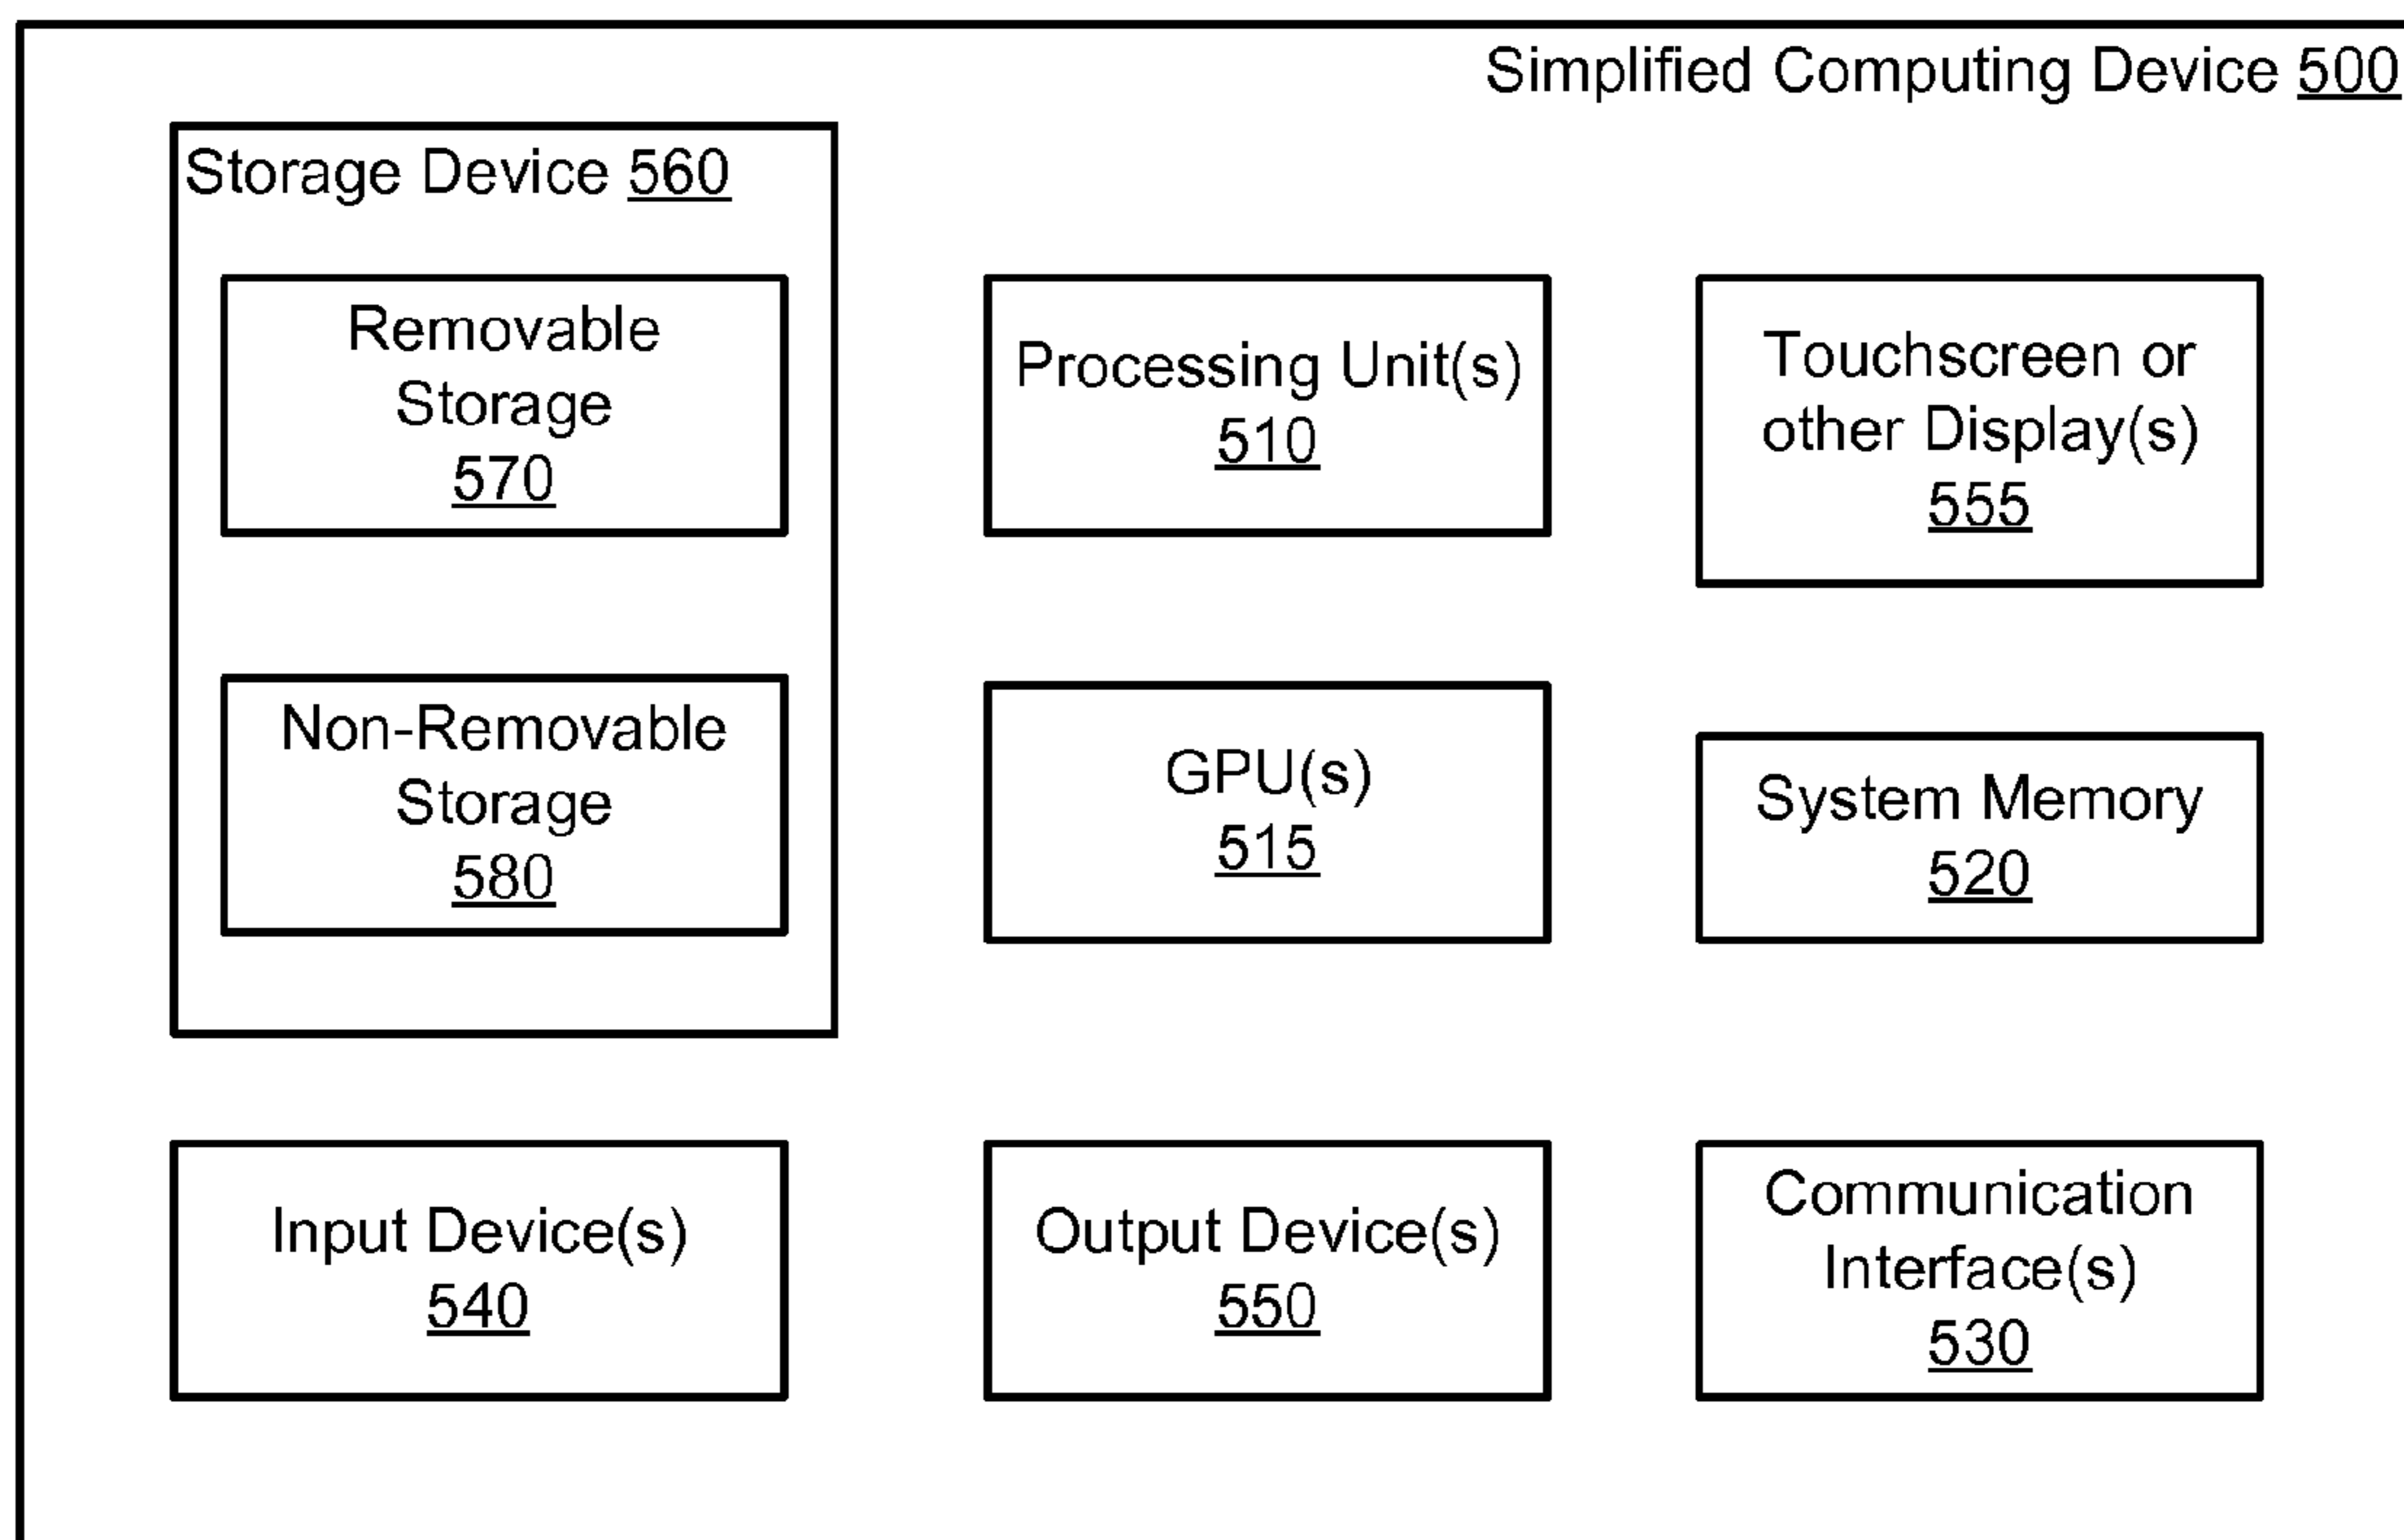 Simplified Computing Device 500
Storage Device 560
Removable
Storage
570
Processing Unit(s)
510
Touchscreen or
other Display(s)
555
Non-Removable
Storage
580
GPU(s)
515
System Memory
520
Input Device(s)
540
Output Device(s)
550
Communication
Interface(s)
530